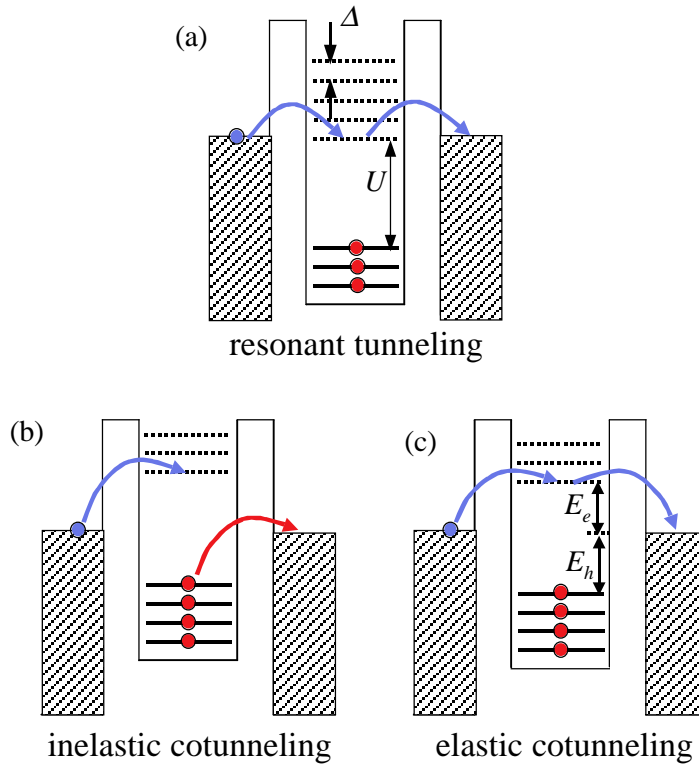 (a)
Δ
U
resonant tunneling
(b)
inelastic cotunneling
(c)
E_e
E_h
elastic cotunneling